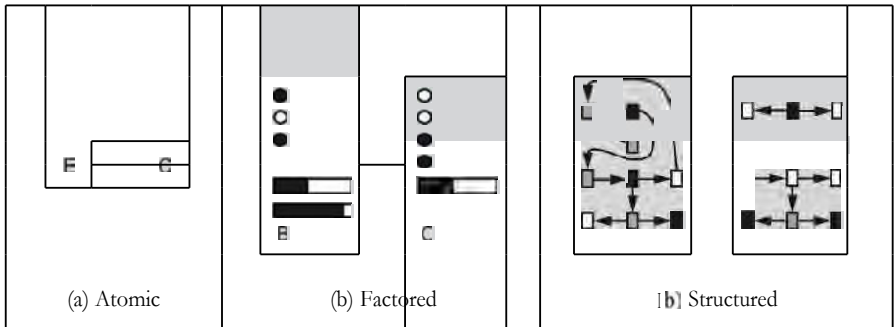 B C
B
C
(a) Atomic
(b) Factored
(b) Structured